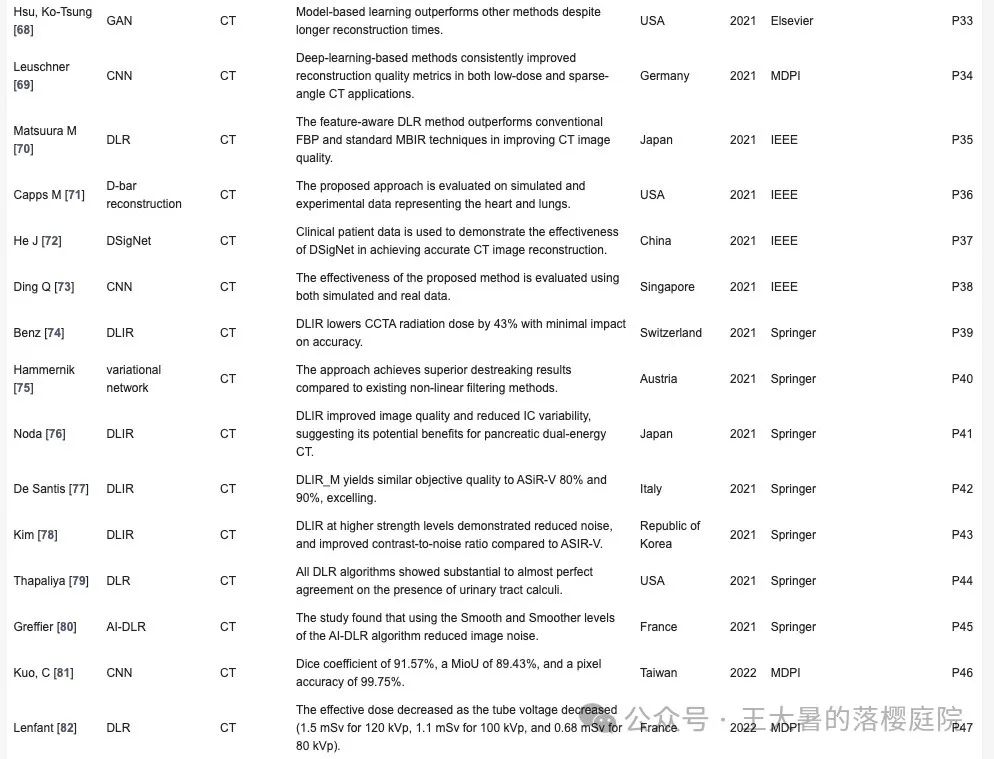 Hsu, Ko-Tsung [68] GAN CT Model-based learning outperforms other methods despite longer reconstruction times. USA 2021 Elsevier P33
Leuschner [69] CNN CT Deep-learning-based methods consistently improved reconstruction quality metrics in both low-dose and sparse-angle CT applications. Germany 2021 MDPI P34
Matsuura M [70] DLR CT The feature-aware DLR method outperforms conventional FBP and standard MBIR techniques in improving CT image quality. Japan 2021 IEEE P35
Capps M [71] D-bar reconstruction CT The proposed approach is evaluated on simulated and experimental data representing the heart and lungs. USA 2021 IEEE P36
He J [72] DSigNet CT Clinical patient data is used to demonstrate the effectiveness of DSigNet in achieving accurate CT image reconstruction. China 2021 IEEE P37
Ding Q [73] CNN CT The effectiveness of the proposed method is evaluated using both simulated and real data. Singapore 2021 IEEE P38
Benz [74] DLIR CT DLIR lowers CCTA radiation dose by 43% with minimal impact on accuracy. Switzerland 2021 Springer P39
Hammernik [75] variational network CT The approach achieves superior destreaking results compared to existing non-linear filtering methods. Austria 2021 Springer P40
Noda [76] DLIR CT DLIR improved image quality and reduced IC variability, suggesting its potential benefits for pancreatic dual-energy CT. Japan 2021 Springer P41
De Santis [77] DLIR CT DLIR_M yields similar objective quality to ASiR-V 80% and 90%, excelling. Italy 2021 Springer P42
Kim [78] DLIR CT DLIR at higher strength levels demonstrated reduced noise, and improved contrast-to-noise ratio compared to ASIR-V. Republic of Korea 2021 Springer P43
Thapaliya [79] DLR CT All DLR algorithms showed substantial to almost perfect agreement on the presence of urinary tract calculi. USA 2021 Springer P44
Greffier [80] AI-DLR CT The study found that using the Smooth and Smoother levels of the AI-DLR algorithm reduced image noise. France 2021 Springer P45
Kuo, C [81] CNN CT Dice coefficient of 91.57%, a MioU of 89.43%, and a pixel accuracy of 99.75%. Taiwan 2022 MDPI P46
Lenfant [82] DLR CT The effective dose decreased as the tube voltage decreased (1.5 mSv for 120 kVp, 1.1 mSv for 100 kVp, and 0.68 mSv for 80 kVp). France 2022 MDPI P47
公众号 · 王大暑的落樱庭院